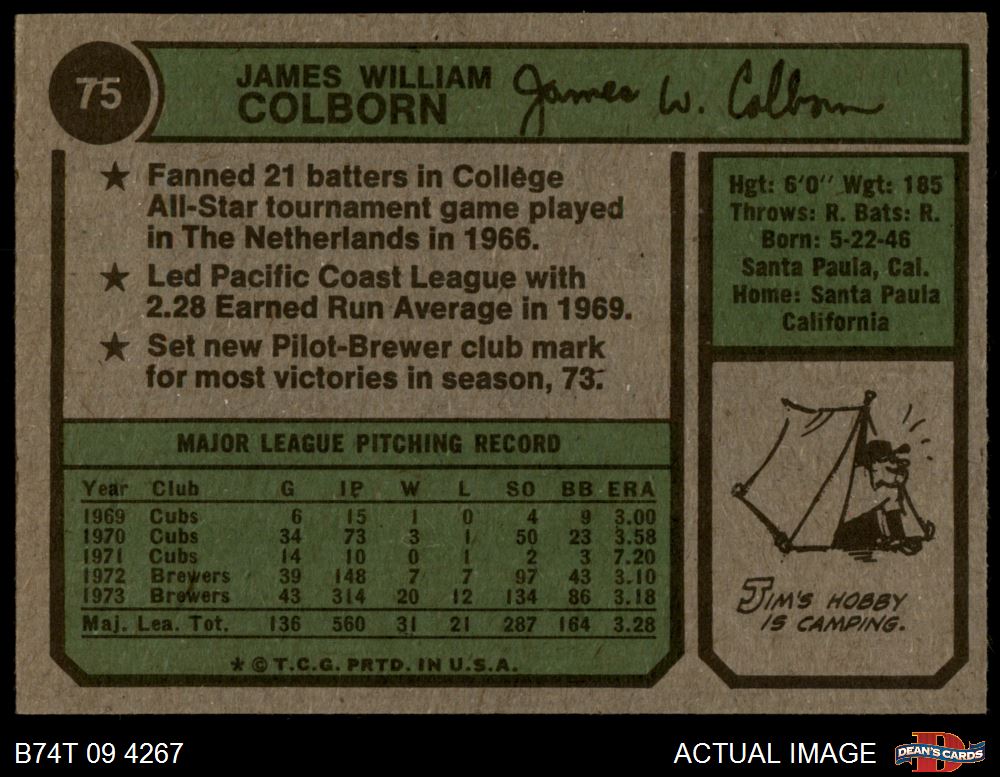 75
JAMES WILLIAM
COLBORN
James W. Colborn
★ Fanned 21 batters in College
All-Star tournament game played
in The Netherlands in 1966.
★ Led Pacific Coast League with
2.28 Earned Run Average in 1969.
★ Set new Pilot-Brewer club mark
for most victories in season, 73.
Hgt: 6'0" Wgt: 185
Throws: R. Bats: R.
Born: 5-22-46
Santa Paula, Cal.
Home: Santa Paula
California
MAJOR LEAGUE PITCHING RECORD
Year Club G IP W L SO BB ERA
1969 Cubs 6 15 1 0 4 9 3.00
1970 Cubs 34 73 3 1 50 23 3.58
1971 Cubs 14 10 0 1 2 3 7.20
1972 Brewers 39 148 7 7 97 43 3.10
1973 Brewers 43 314 20 12 134 86 3.18
Maj. Lea. Tot. 136 560 31 21 287 164 3.28
★ © T.C.G. PRTD. IN U.S.A.
JIM'S HOBBY
IS CAMPING.
B74T 09 4267
ACTUAL IMAGE
D
DEAN'S CARDS